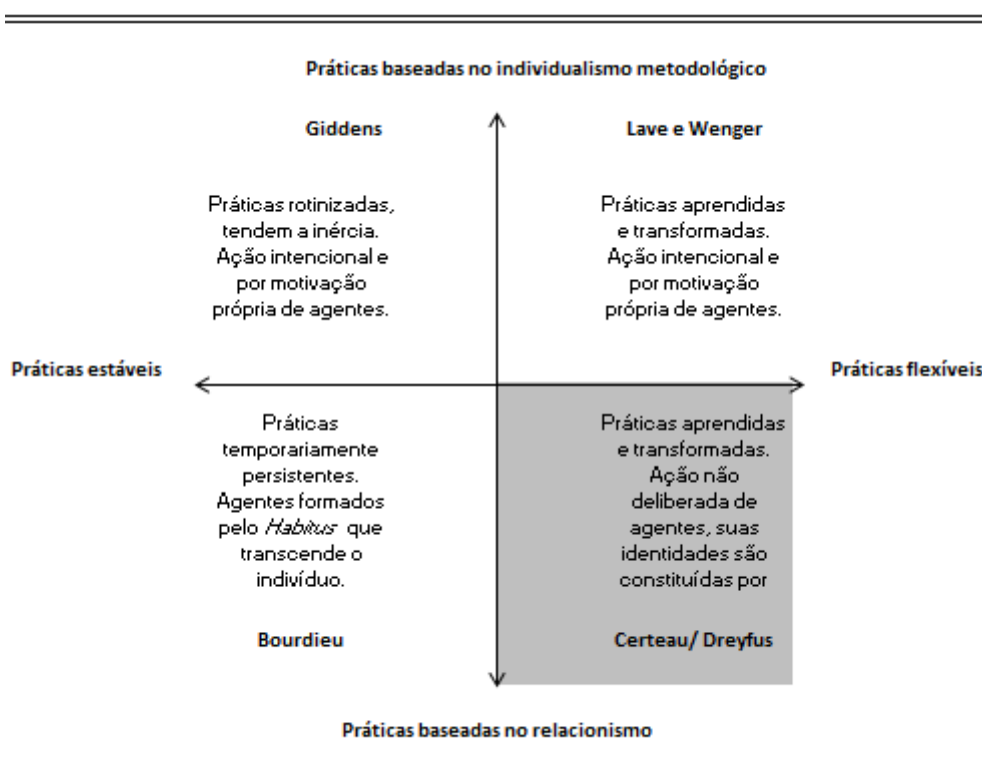 Práticas baseadas no individualismo metodológico
Giddens
Práticas rotinizadas,
tendem a inércia.
Ação intencional e
por motivação
própria de agentes.
Lave e Wenger
Práticas aprendidas
e transformadas.
Ação intencional e
por motivação
própria de agentes.
Práticas estáveis
Práticas flexíveis
Práticas
temporariamente
persistentes.
Agentes formados
pelo Habitus que
transcende o
indivíduo.
Bourdieu
Práticas aprendidas
e transformadas.
Ação não
deliberada de
agentes, suas
identidades são
constituídas por
Certeau/ Dreyfus
Práticas baseadas no relacionismo